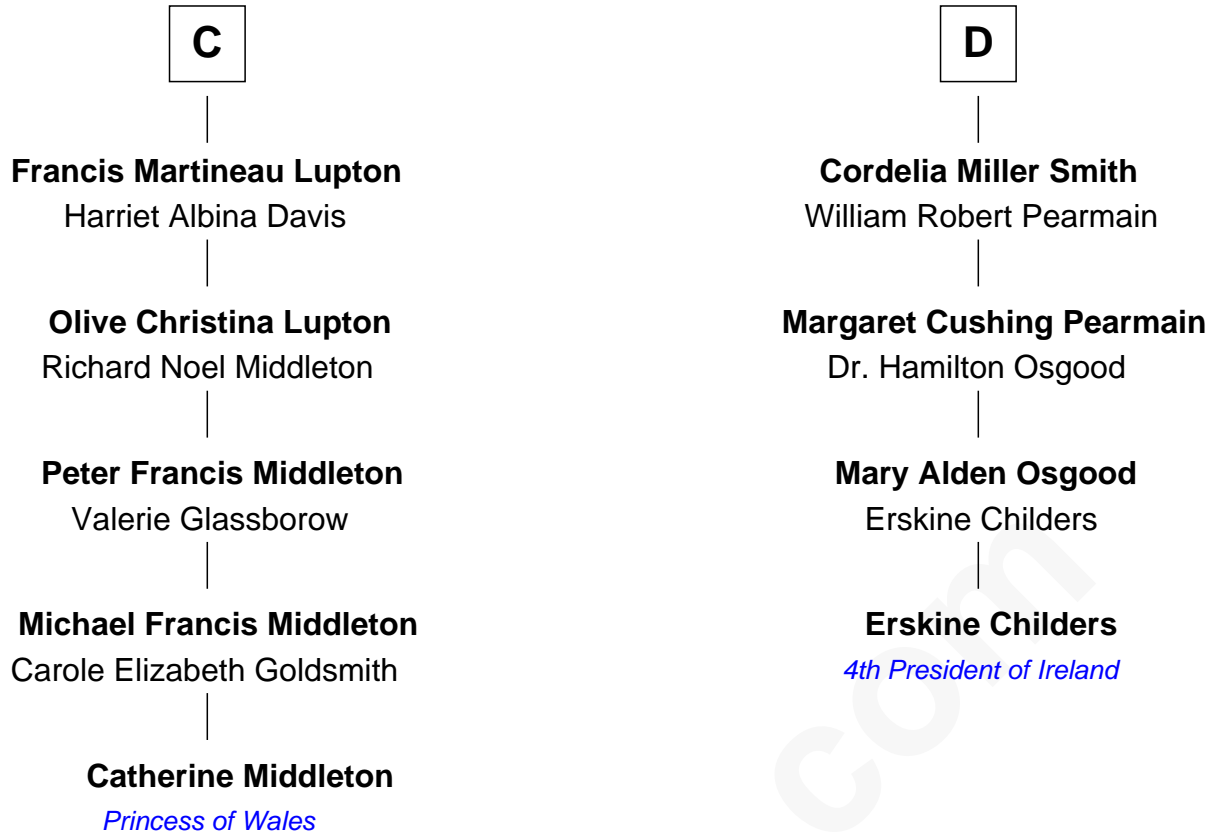 C
Francis Martineau Lupton
Harriet Albina Davis
Olive Christina Lupton
Richard Noel Middleton
Peter Francis Middleton
Valerie Glassborow
Michael Francis Middleton
Carole Elizabeth Goldsmith
Catherine Middleton
Princess of Wales
D
Cordelia Miller Smith
William Robert Pearmain
Margaret Cushing Pearmain
Dr. Hamilton Osgood
Mary Alden Osgood
Erskine Childers
Erskine Childers
4th President of Ireland
com